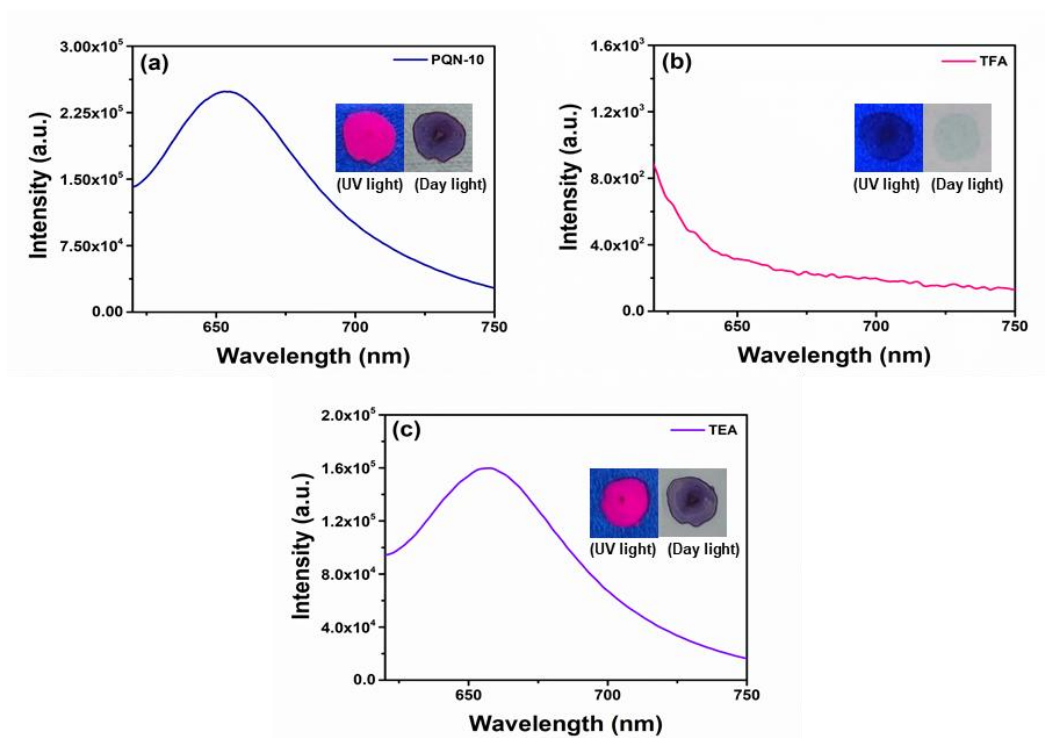 (a)
PQN-10
3.00x10⁵
2.25x10⁵
1.50x10⁵
7.50x10⁴
0.00
Intensity (a.u.)
(UV light) (Day light)
650 700 750
Wavelength (nm)
(b)
TFA
1.6x10³
1.2x10³
8.0x10²
4.0x10²
0.0
Intensity (a.u.)
(UV light) (Day light)
650 700 750
Wavelength (nm)
(c)
TEA
2.0x10⁵
1.6x10⁵
1.2x10⁵
8.0x10⁴
4.0x10⁴
0.0
Intensity (a.u.)
(UV light) (Day light)
650 700 750
Wavelength (nm)